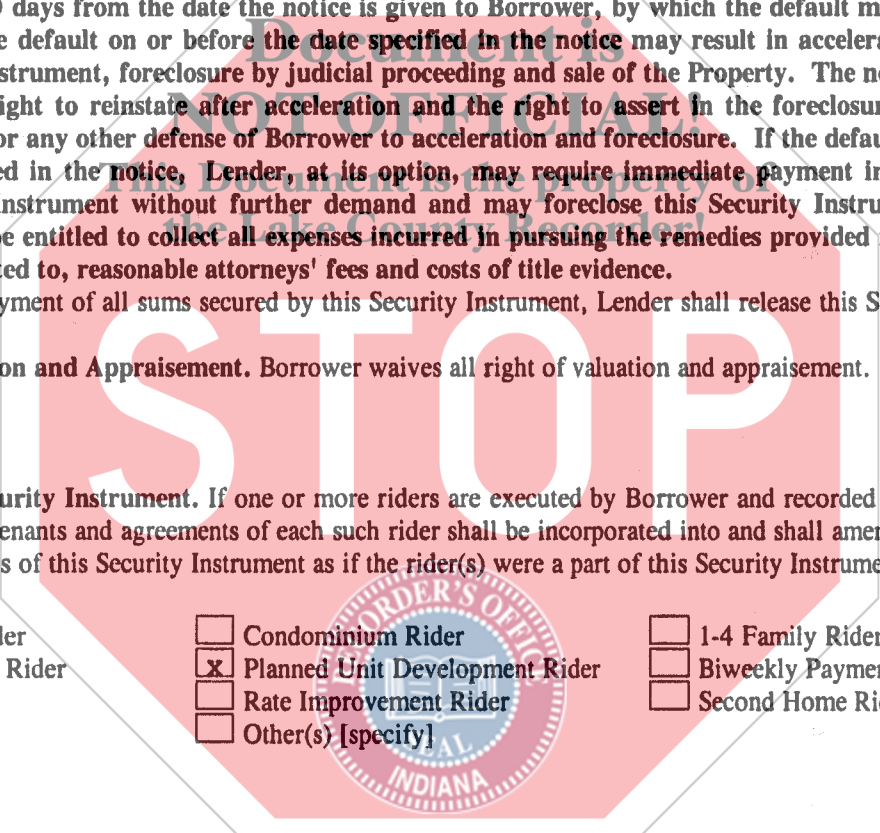 days from the date the notice is given to Borrower, by which the default m
e default on or before the date specified in the notice may result in acceler
Document is
strument, foreclosure by judicial proceeding and sale of the Property. The n
ight to reinstate after acceleration and the right to assert in the foreclosu
NOT OFFICIAL!
or any other defense of Borrower to acceleration and foreclosure. If the defau
ed in the notice, Lender, at its option, may require immediate payment in
This Document is the property of
instrument without further demand and may foreclose this Security Instru
the Lake County Recorder!
be entitled to collect all expenses incurred in pursuing the remedies provided
ted to, reasonable attorneys' fees and costs of title evidence.
yment of all sums secured by this Security Instrument, Lender shall release this S
STOP
on and Appraisement. Borrower waives all right of valuation and appraisement.
urity Instrument. If one or more riders are executed by Borrower and recorded
enants and agreements of each such rider shall be incorporated into and shall amen
s of this Security Instrument as if the rider(s) were a part of this Security Instrume
der
Rider
Condominium Rider
x Planned Unit Development Rider
Rate Improvement Rider
Other(s) [specify]
1-4 Family Rider
Biweekly Payme
Second Home Ri
RECORDER'S OFFICE
SEAL
INDIANA